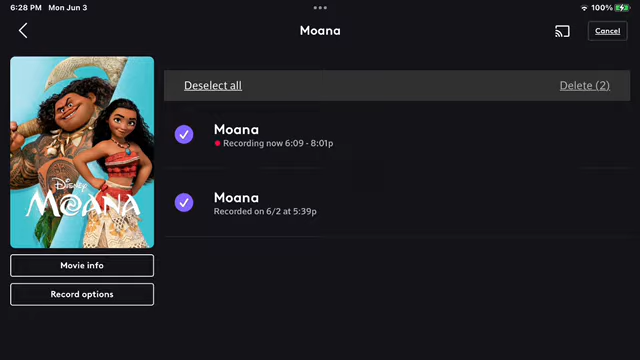 6:28 PM Mon Jun 3
100%
Moana
Cancel
Deselect all
Delete (2)
Moana
Recording now 6:09 - 8:01p
Moana
Recorded on 6/2 at 5:39p
Disney
MOANA
Movie info
Record options